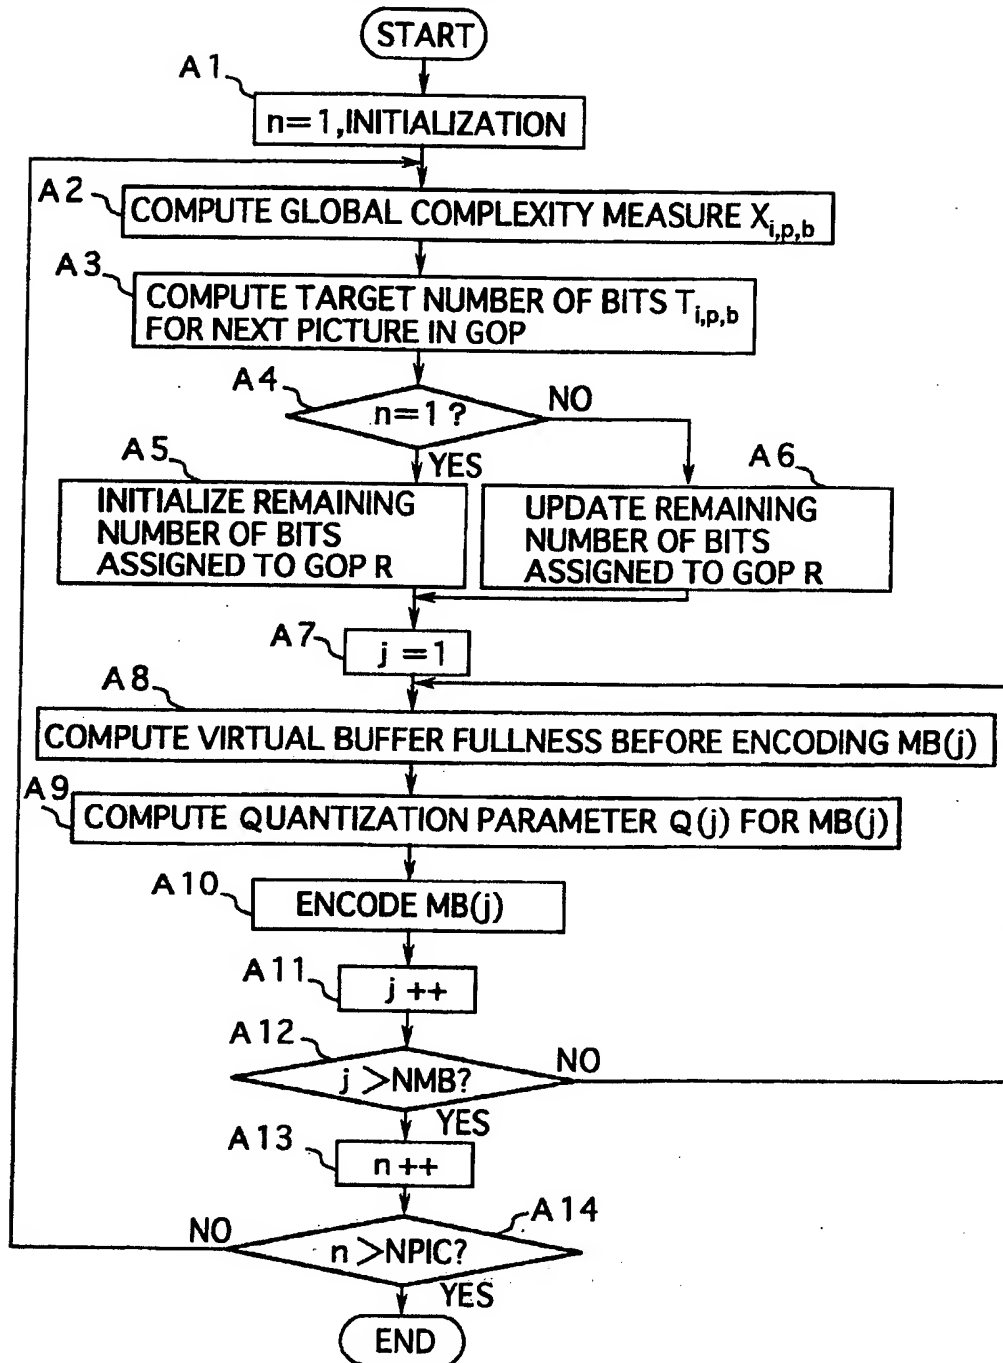 START
A1
n=1,INITIALIZATION
A2
COMPUTE GLOBAL COMPLEXITY MEASURE Xi,p,b
A3
COMPUTE TARGET NUMBER OF BITS Ti,p,b
FOR NEXT PICTURE IN GOP
A4
n=1?
NO
YES
A5
INITIALIZE REMAINING
NUMBER OF BITS
ASSIGNED TO GOP R
A6
UPDATE REMAINING
NUMBER OF BITS
ASSIGNED TO GOP R
A7
j=1
A8
COMPUTE VIRTUAL BUFFER FULLNESS BEFORE ENCODING MB(j)
A9
COMPUTE QUANTIZATION PARAMETER Q(j) FOR MB(j)
A10
ENCODE MB(j)
A11
j++
A12
j>NMB?
NO
YES
A13
n++
A14
n>NPIC?
NO
YES
END